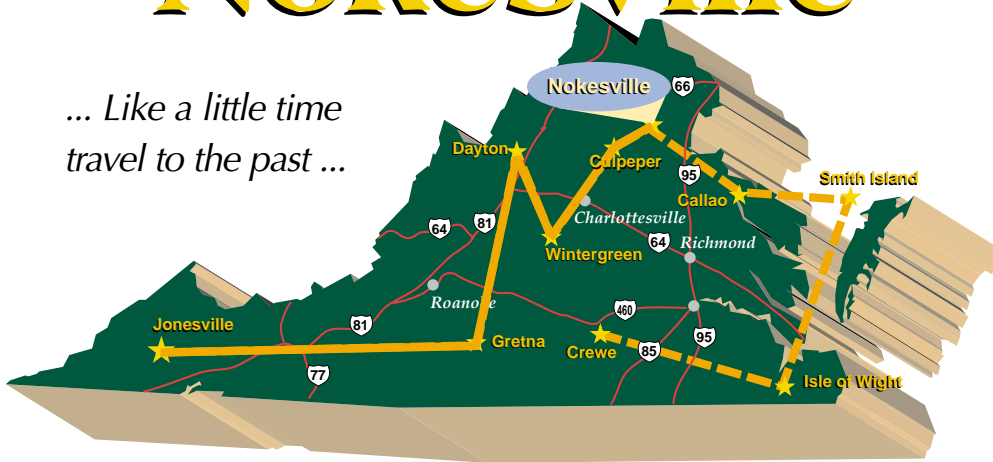 NOKESVILLE
... Like a little time
travel to the past ...
Nokesville
66
Dayton
Culpeper
95
Smith Island
Callao
Charlottesville
64
81
Wintergreen
64
Richmond
Roanoke
460
Jonesville
81
Gretna
Crewe
85
95
77
Isle of Wight